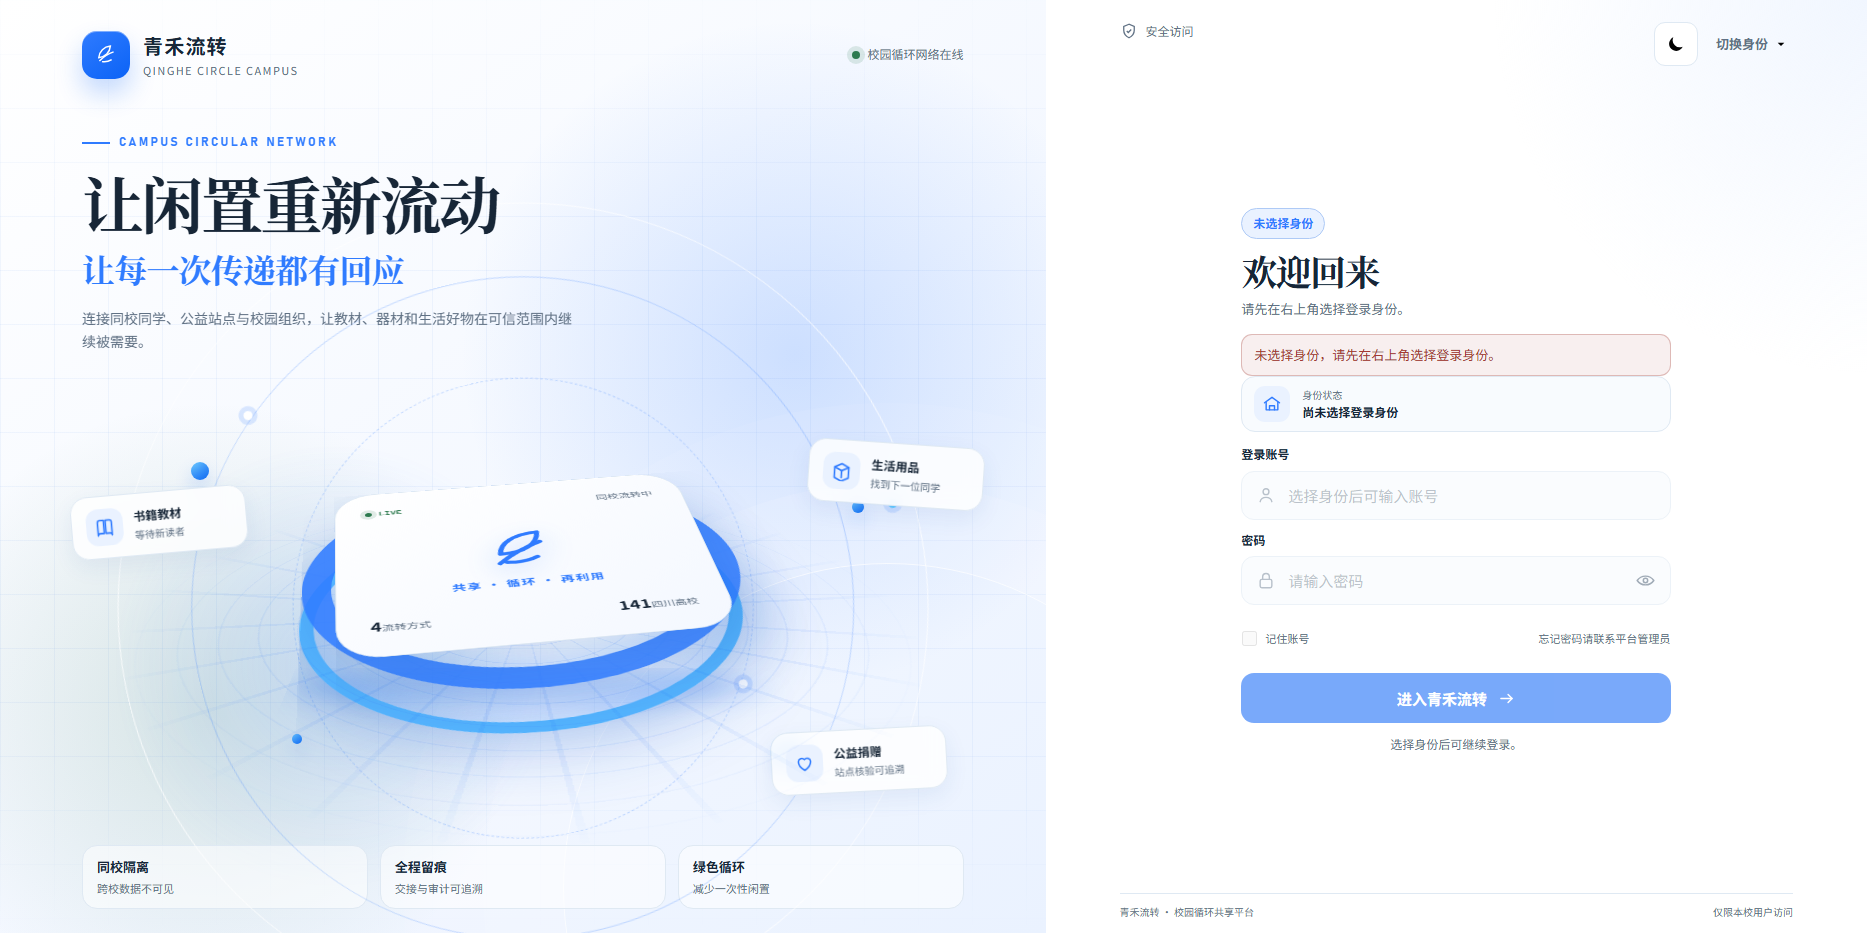 青禾流转
QINGHE CIRCLE CAMPUS
校园循环网络在线
CAMPUS CIRCULAR NETWORK
让闲置重新流动
让每一次传递都有回应
连接同校同学、公益站点与校园组织，让教材、器材和生活好物在可信范围内继
续被需要。
生活用品
找到下一位同学
书籍教材
等待新读者
LIVE
同校流转中
共享 · 循环 · 再利用
4流转方式
141四川高校
公益捐赠
站点核验可追溯
同校隔离
跨校数据不可见
全程留痕
交接与审计可追溯
绿色循环
减少一次性闲置
安全访问
切换身份
未选择身份
欢迎回来
请先在右上角选择登录身份。
未选择身份，请先在右上角选择登录身份。
身份状态
尚未选择登录身份
登录账号
选择身份后可输入账号
密码
请输入密码
记住账号
忘记密码请联系平台管理员
进入青禾流转 →
选择身份后可继续登录。
青禾流转 · 校园循环共享平台
仅限本校用户访问